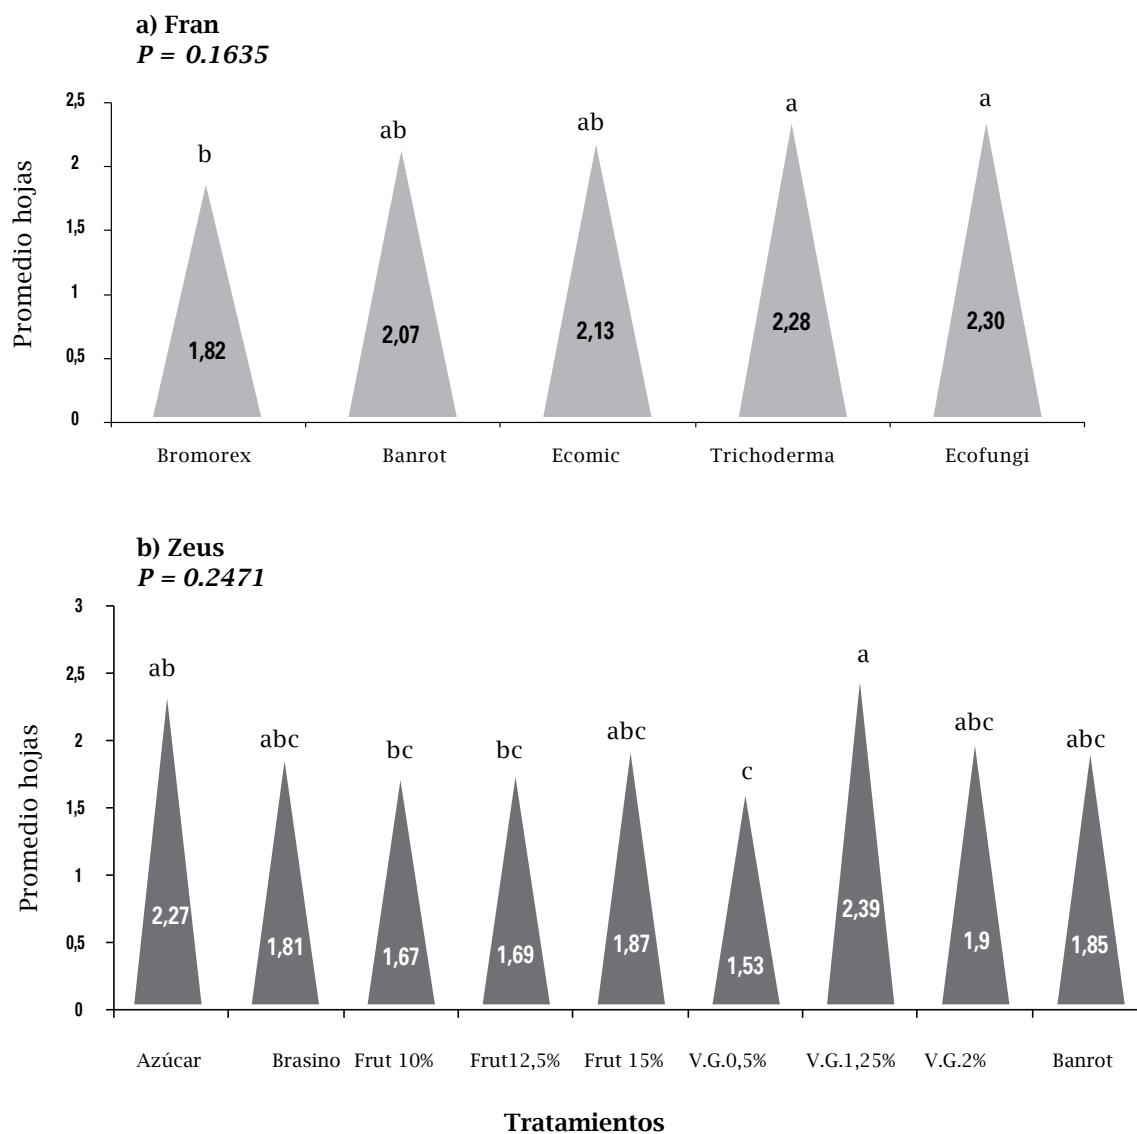 a) Fran
P = 0.1635
Promedio hojas
2,5
2
1,5
1
0,5
0
b
ab
ab
a
a
1,82
2,07
2,13
2,28
2,30
Bromorex Banrot Ecomic Trichoderma Ecofungi
b) Zeus
P = 0.2471
Promedio hojas
3
2,5
2
1,5
1
0,5
0
ab
abc
bc
bc
abc
c
a
abc
abc
2,27
1,81
1,67
1,69
1,87
1,53
2,39
1,9
1,85
Azúcar Brasino Frut 10% Frut12,5% Frut 15% V.G.0,5% V.G.1,25% V.G.2% Banrot
Tratamientos